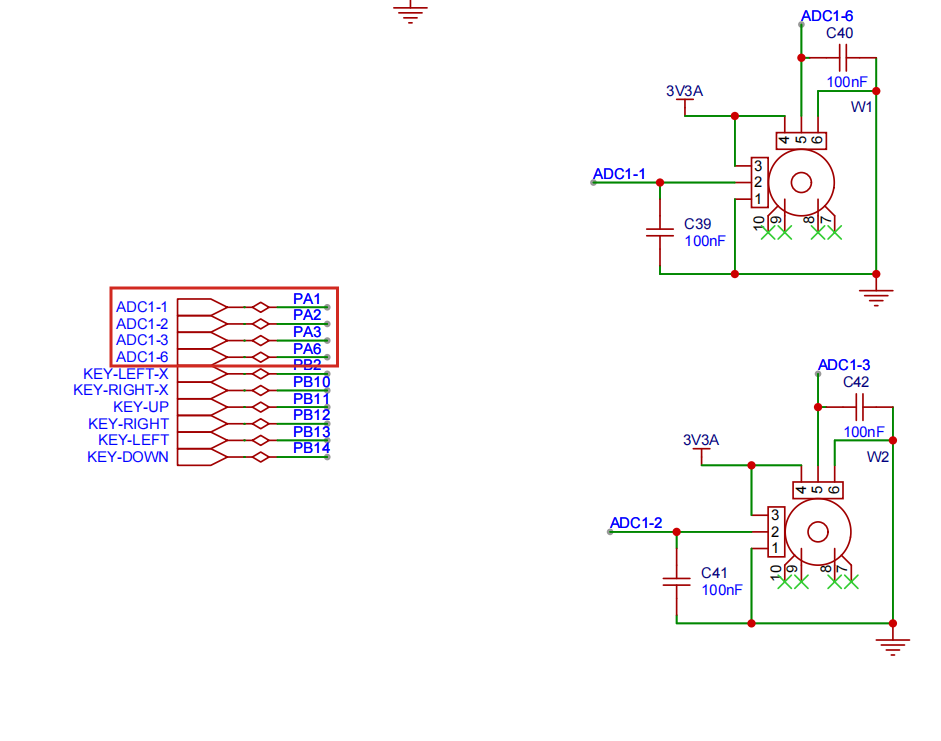 ADC1-6
C40
100nF
3V3A
W1
4 5 6
3
ADC1-1
2
1
10 9 8 7
C39
100nF
ADC1-1 PA1
ADC1-2 PA2
ADC1-3 PA3
ADC1-6 PA6
KEY-LEFT-X PB2
KEY-RIGHT-X PB10
KEY-UP PB11
KEY-RIGHT PB12
KEY-LEFT PB13
KEY-DOWN PB14
ADC1-3
C42
100nF
3V3A
W2
4 5 6
3
ADC1-2
2
1
10 9 8 7
C41
100nF